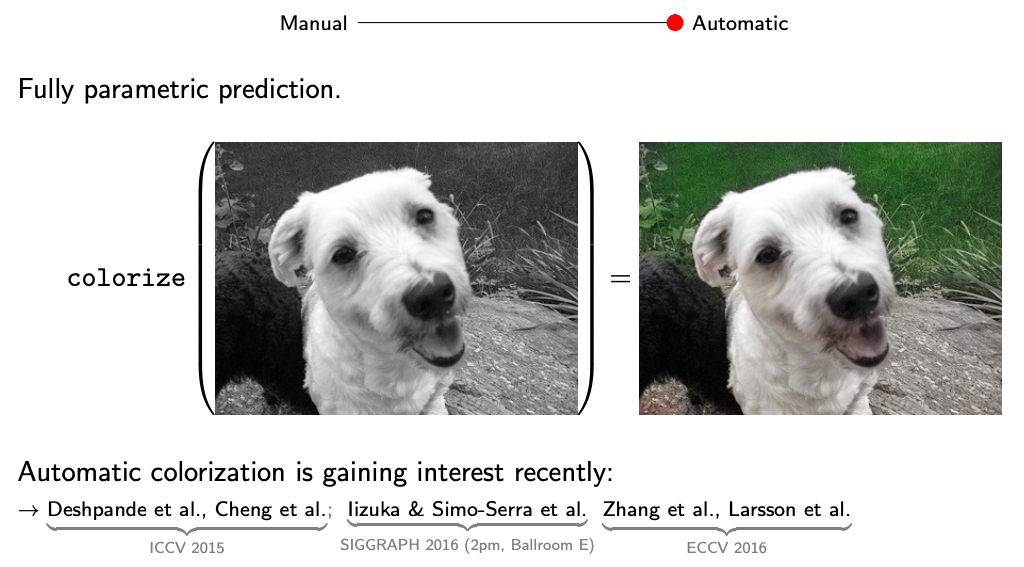 Manual Automatic
Fully parametric prediction.
colorize ( ) =
Automatic colorization is gaining interest recently:
→ Deshpande et al., Cheng et al.; Iizuka & Simo-Serra et al. Zhang et al., Larsson et al.
ICCV 2015 SIGGRAPH 2016 (2pm, Ballroom E) ECCV 2016